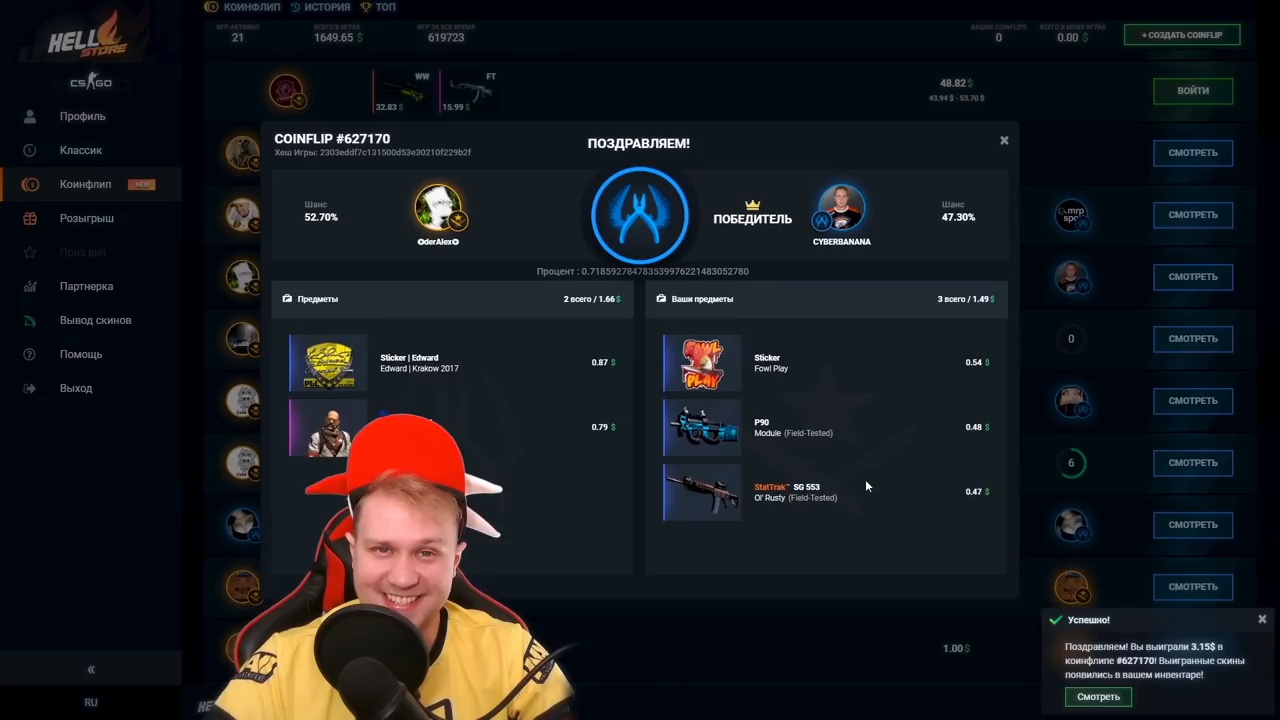 HELL
STORE
CS GO
Профиль
Классик
Коинфлип NEW
Розыгрыш
Приз дня
Партнерка
Вывод скинов
Помощь
Выход
«
RU
КОИНФЛИП ИСТОРИЯ ТОП
ИГР АКТИВНО
21
ВСЕГО В ИГРАХ
1649.65 $
ИГР ЗА ВСЕ ВРЕМЯ
619723
ВАШИХ COINFLIPS
0
ВСЕГО В МОИХ ИГРАХ
0.00 $
+ СОЗДАТЬ COINFLIP
WW
32.83 $
FT
15.99 $
48.82 $
43.94 $ - 53.70 $
ВОЙТИ
COINFLIP #627170
Хеш Игры: 2303eddf7c131500d53e30210f229b2f
ПОЗДРАВЛЯЕМ!
Шанс
52.70%
✪derAlex✪
ПОБЕДИТЕЛЬ
CYBERBANANA
Шанс
47.30%
Процент : 0.71859278478353997622148305278​0
Предметы 2 всего / 1.66 $
Sticker | Edward
Edward | Krakow 2017
0.87 $
0.79 $
Ваши предметы 3 всего / 1.49 $
Sticker
Fowl Play
0.54 $
P90
Module (Field-Tested)
0.48 $
StatTrak™ SG 553
Ol' Rusty (Field-Tested)
0.47 $
СМОТРЕТЬ
СМОТРЕТЬ
СМОТРЕТЬ
0 СМОТРЕТЬ
СМОТРЕТЬ
6 СМОТРЕТЬ
СМОТРЕТЬ
СМОТРЕТЬ
1.00 $
Успешно!
Поздравляем! Вы выиграли 3.15$ в
коинфлипе #627170! Выигранные скины
появились в вашем инвентаре!
Смотреть